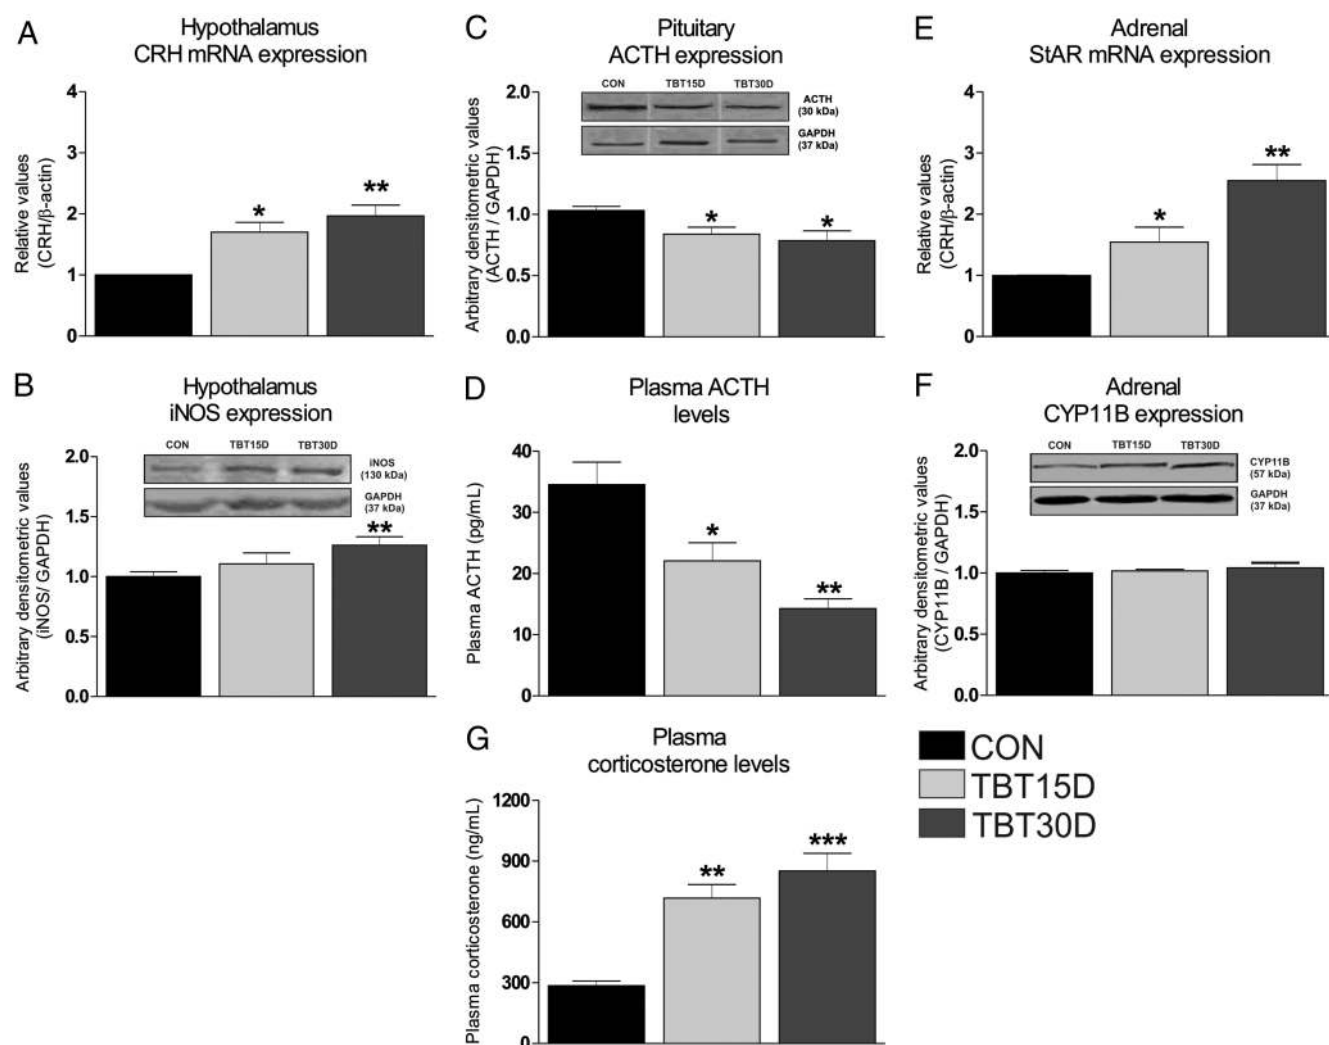 A
Hypothalamus
CRH mRNA expression
Relative values
(CRH/β-actin)
4
3
2
1
0
*
**
B
Hypothalamus
iNOS expression
Arbitrary densitometric values
(iNOS/ GAPDH)
2.0
1.5
1.0
0.5
0.0
CON TBT15D TBT30D
iNOS
(130 kDa)
GAPDH
(37 kDa)
**
C
Pituitary
ACTH expression
Arbitrary densitometric values
(ACTH / GAPDH)
2.0
1.5
1.0
0.5
0.0
CON TBT15D TBT30D
ACTH
(30 kDa)
GAPDH
(37 kDa)
*
*
D
Plasma ACTH
levels
Plasma ACTH (pg/mL)
40
30
20
10
0
*
**
E
Adrenal
StAR mRNA expression
Relative values
(CRH/β-actin)
4
3
2
1
0
*
**
F
Adrenal
CYP11B expression
Arbitrary densitometric values
(CYP11B / GAPDH)
2.0
1.5
1.0
0.5
0.0
CON TBT15D TBT30D
CYP11B
(57 kDa)
GAPDH
(37 kDa)
G
Plasma
corticosterone levels
Plasma corticosterone (ng/mL)
1200
900
600
300
0
**
***
CON
TBT15D
TBT30D